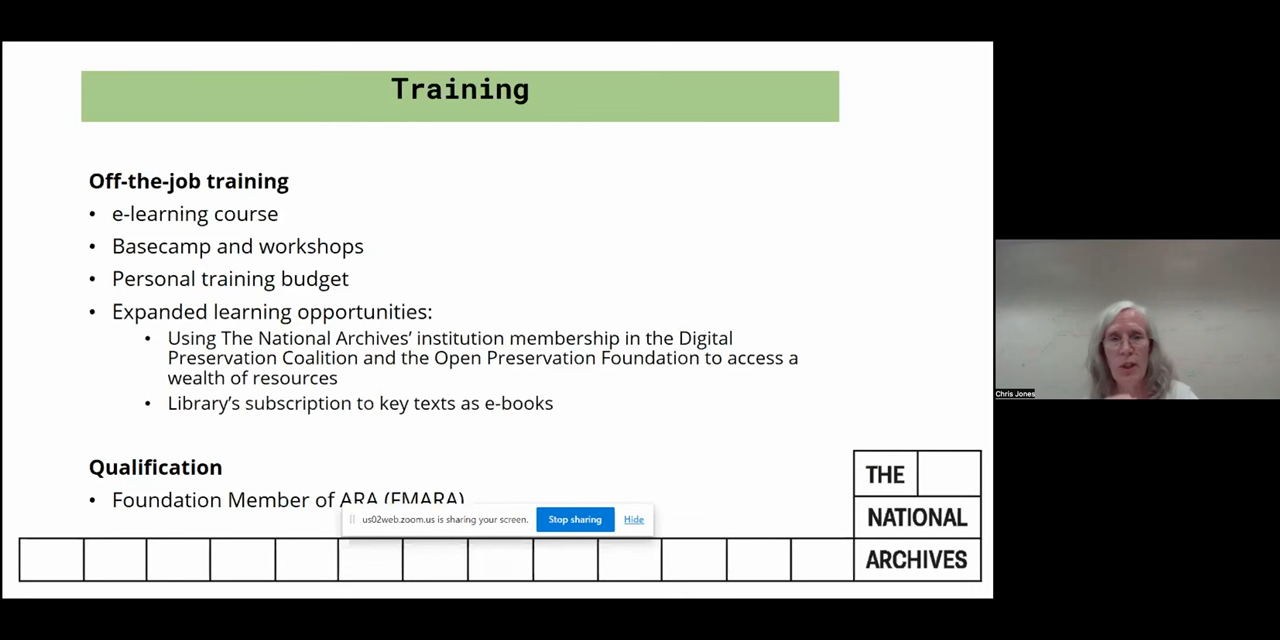 Training
Off-the-job training
• e-learning course
• Basecamp and workshops
• Personal training budget
• Expanded learning opportunities:
• Using The National Archives’ institution membership in the Digital
Preservation Coalition and the Open Preservation Foundation to access a
wealth of resources
• Library’s subscription to key texts as e-books
Qualification
• Foundation Member of ARA (FMARA)
us02web.zoom.us is sharing your screen.
Stop sharing
Hide
THE
NATIONAL
ARCHIVES
Chris Jones